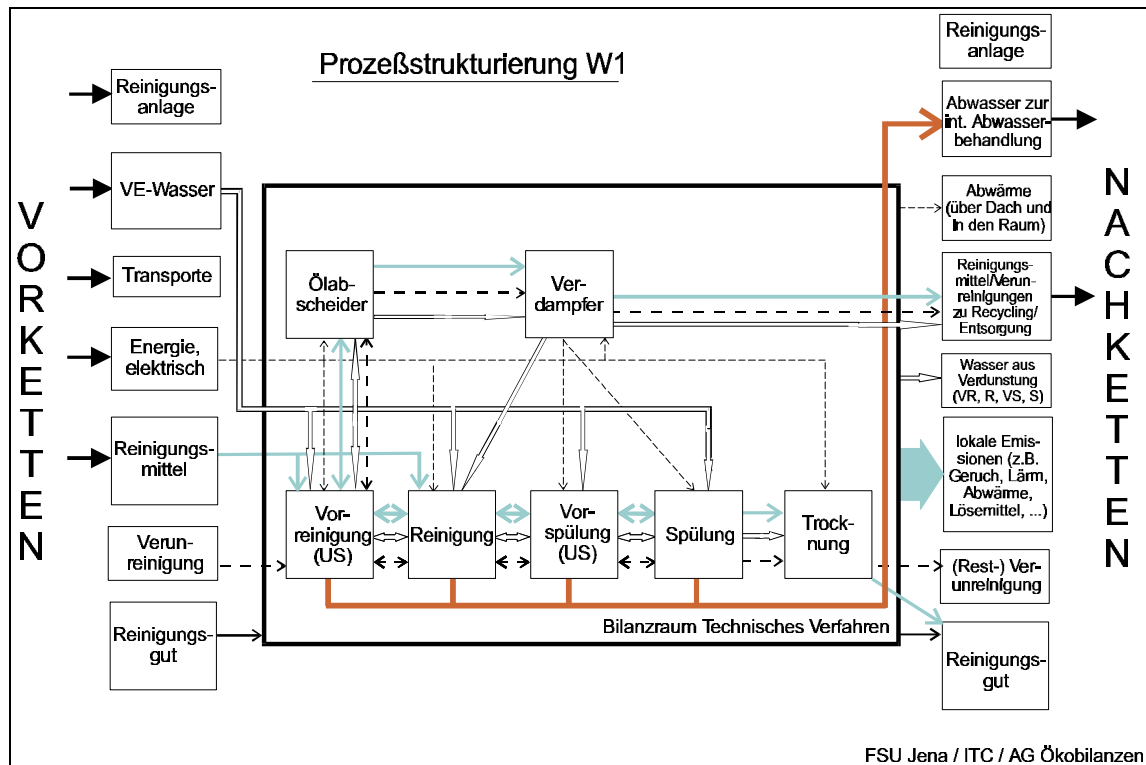 Prozeßstrukturierung W1
VORKETTEN
Reinigungs-
anlage
VE-Wasser
Transporte
Energie,
elektrisch
Reinigungs-
mittel
Verun-
reinigung
Reinigungs-
gut
Ölab-
scheider
Ver-
dampfer
Vor-
reinigung
(US)
Reinigung
Vor-
spülung
(US)
Spülung
Trock-
nung
Bilanzraum Technisches Verfahren
Reinigungs-
anlage
Abwasser zur
int. Abwasser-
behandlung
Abwärme
(über Dach und
In den Raum)
Reinigungs-
mittel/Verun-
reinigungen
zu Recycling/
Entsorgung
Wasser aus
Verdunstung
(VR, R, VS, S)
lokale Emis-
sionen (z.B.
Geruch, Lärm,
Abwärme,
Lösemittel, ...)
(Rest-) Ver-
unreinigung
Reinigungs-
gut
NACHKETTEN
FSU Jena / ITC / AG Ökobilanzen